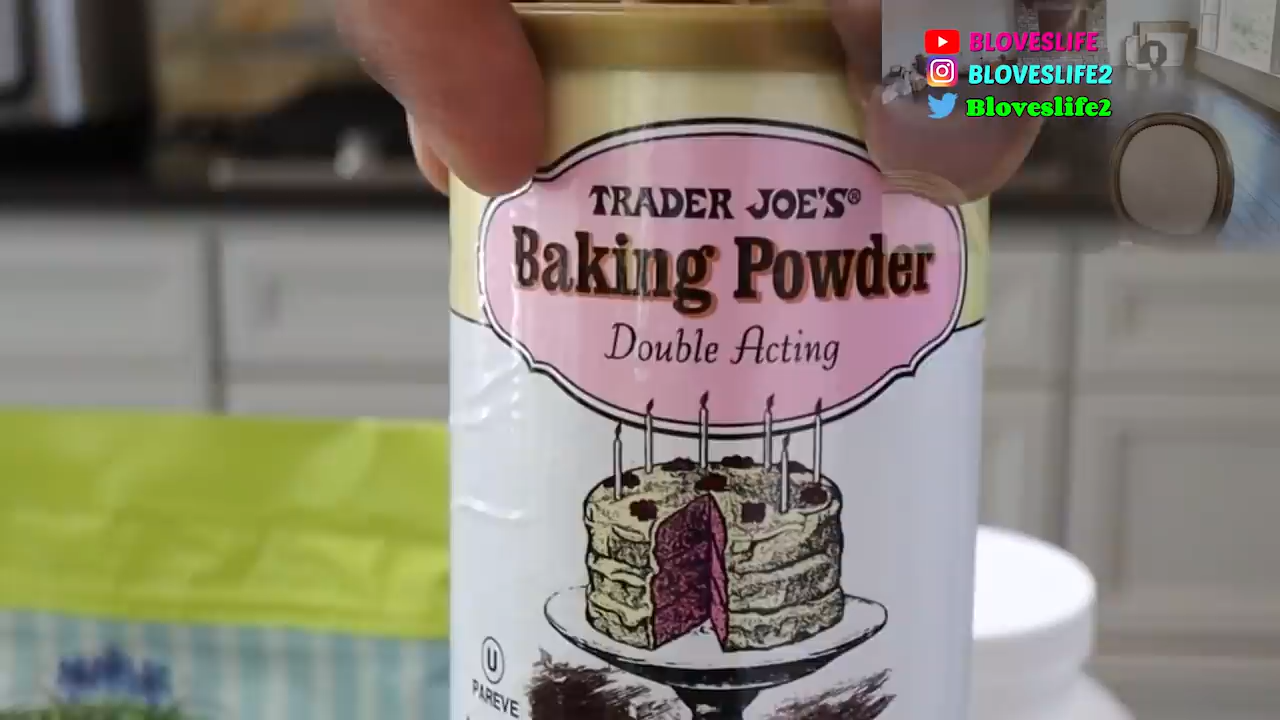 BLOVESLIFE
BLOVESLIFE2
Bloveslife2
TRADER JOE'S®
Baking Powder
Double Acting
U
PAREVE